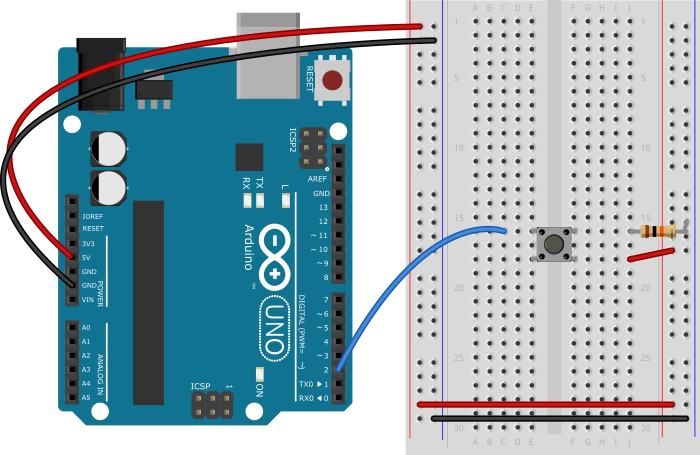 RESET
ICSP2
AREF
GND
13
12
~ 11
~ 10
~ 9
8
7
~ 6
~ 5
4
~ 3
2
TX0 ▶ 1
RX0 ◀ 0
DIGITAL (PWM= ~)
RX
TX
L
Arduino
™
UNO
ON
ICSP
1
IOREF
RESET
3V3
5V
GND
GND
VIN
POWER
A0
A1
A2
A3
A4
A5
ANALOG IN
A B C D E
F G H I J
1
5
10
15
20
25
30
1
5
10
15
20
25
30
A B C D E
F G H I J